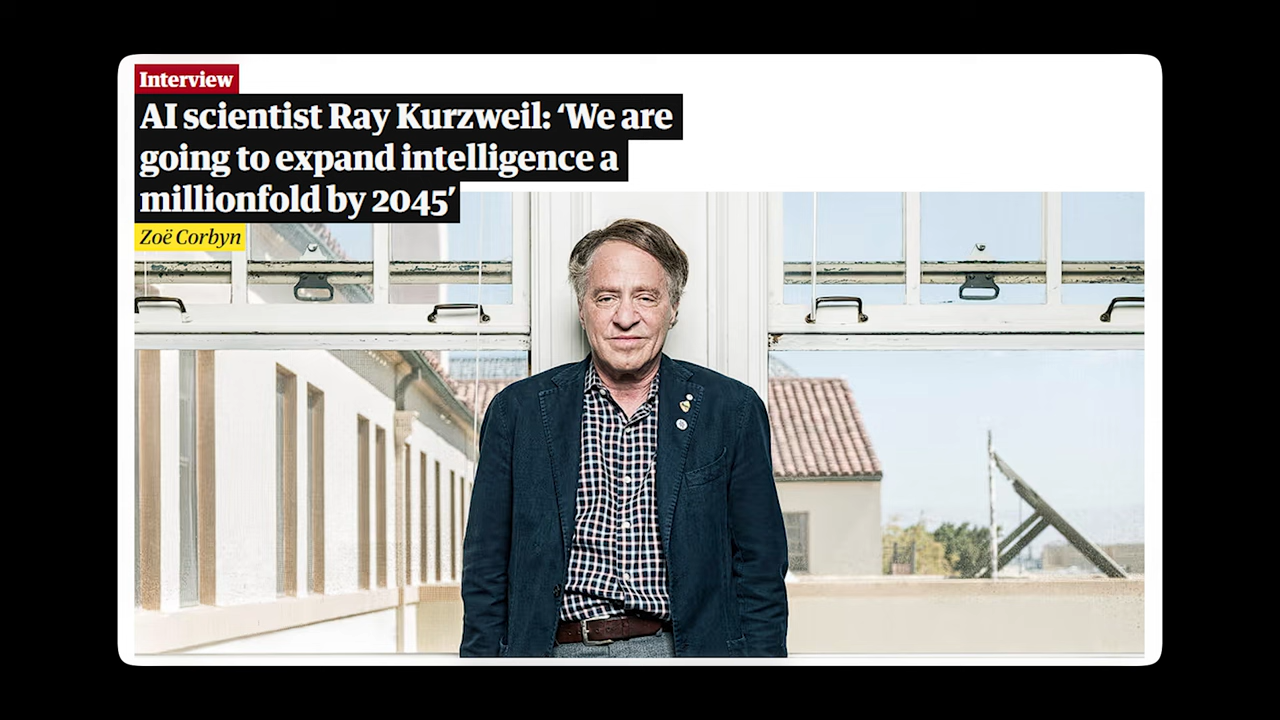 Interview
AI scientist Ray Kurzweil: ‘We are
going to expand intelligence a
millionfold by 2045’
Zoë Corbyn